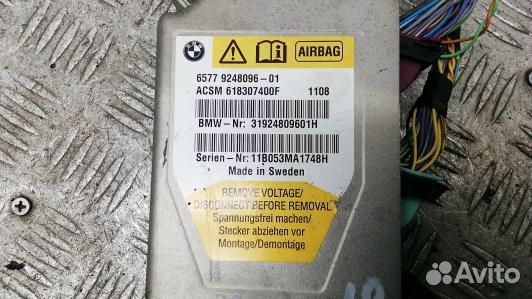 BMW
AIRBAG
6577 9248096-01
ACSM 618307400F 1108
BMW-Nr: 31924809601H
Serien-Nr: 11B053MA1748H
Made in Sweden
REMOVE VOLTAGE/
DISCONNECT BEFORE REMOVAL
Spannungsfrei machen/
Stecker abziehen vor
Montage/Demontage
Avito